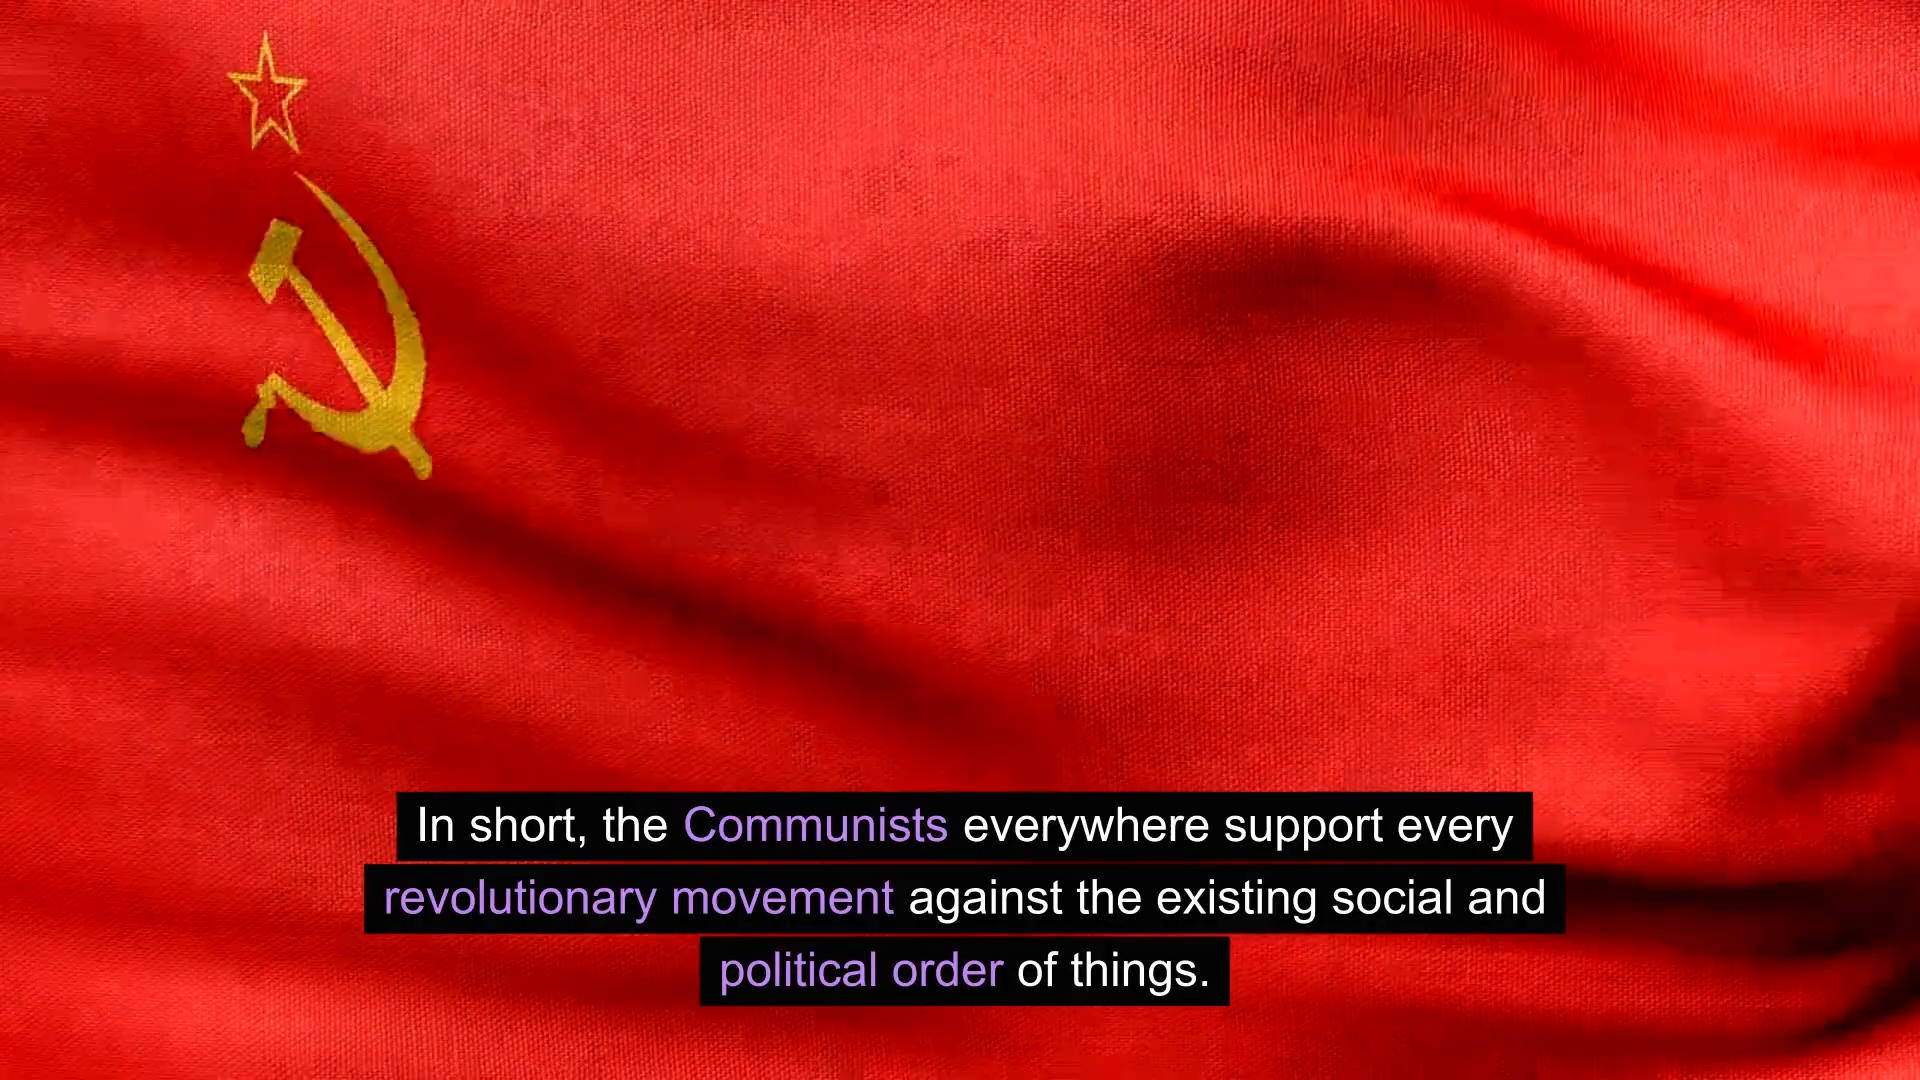 In short, the Communists everywhere support every
revolutionary movement against the existing social and
political order of things.